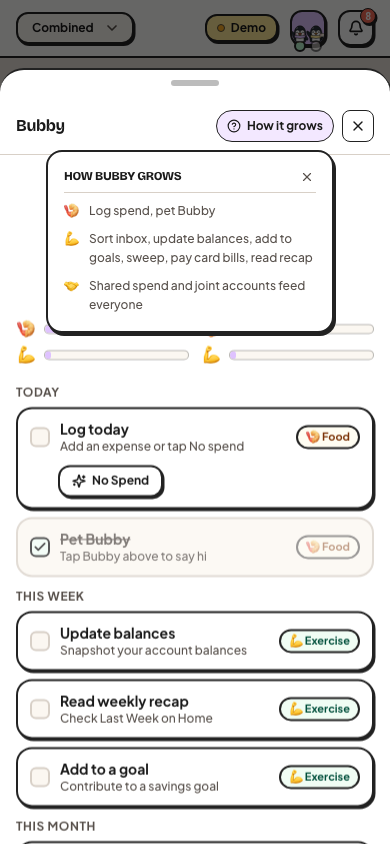 Combined
Demo
8
Bubby
How it grows
HOW BUBBY GROWS
Log spend, pet Bubby
Sort inbox, update balances, add to
goals, sweep, pay card bills, read recap
Shared spend and joint accounts feed
everyone
TODAY
Log today
Add an expense or tap No spend
Food
No Spend
Pet Bubby
Tap Bubby above to say hi
Food
THIS WEEK
Update balances
Snapshot your account balances
Exercise
Read weekly recap
Check Last Week on Home
Exercise
Add to a goal
Contribute to a savings goal
Exercise
THIS MONTH